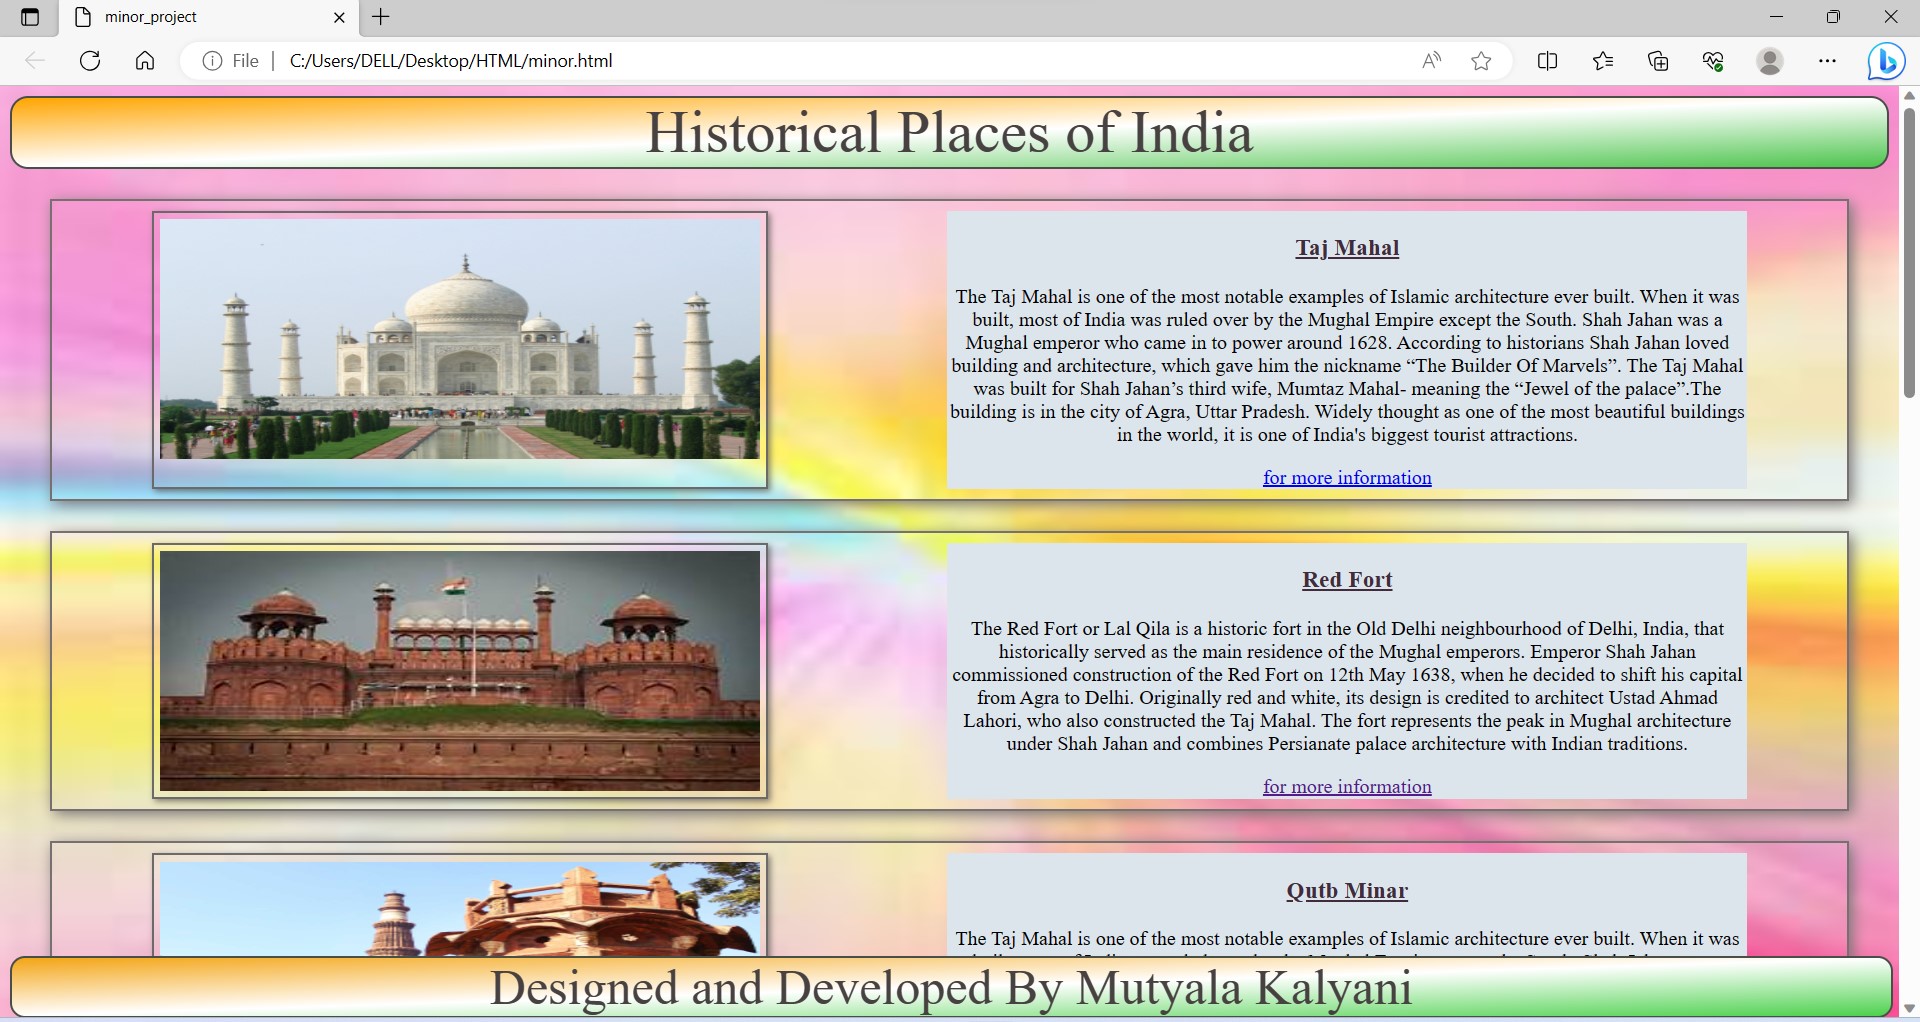 minor_project
File
C:/Users/DELL/Desktop/HTML/minor.html
Historical Places of India
Taj Mahal
The Taj Mahal is one of the most notable examples of Islamic architecture ever built. When it was
built, most of India was ruled over by the Mughal Empire except the South. Shah Jahan was a
Mughal emperor who came in to power around 1628. According to historians Shah Jahan loved
building and architecture, which gave him the nickname “The Builder Of Marvels”. The Taj Mahal
was built for Shah Jahan’s third wife, Mumtaz Mahal- meaning the “Jewel of the palace”.The
building is in the city of Agra, Uttar Pradesh. Widely thought as one of the most beautiful buildings
in the world, it is one of India's biggest tourist attractions.
for more information
Red Fort
The Red Fort or Lal Qila is a historic fort in the Old Delhi neighbourhood of Delhi, India, that
historically served as the main residence of the Mughal emperors. Emperor Shah Jahan
commissioned construction of the Red Fort on 12th May 1638, when he decided to shift his capital
from Agra to Delhi. Originally red and white, its design is credited to architect Ustad Ahmad
Lahori, who also constructed the Taj Mahal. The fort represents the peak in Mughal architecture
under Shah Jahan and combines Persianate palace architecture with Indian traditions.
for more information
Qutb Minar
The Taj Mahal is one of the most notable examples of Islamic architecture ever built. When it was
Designed and Developed By Mutyala Kalyani